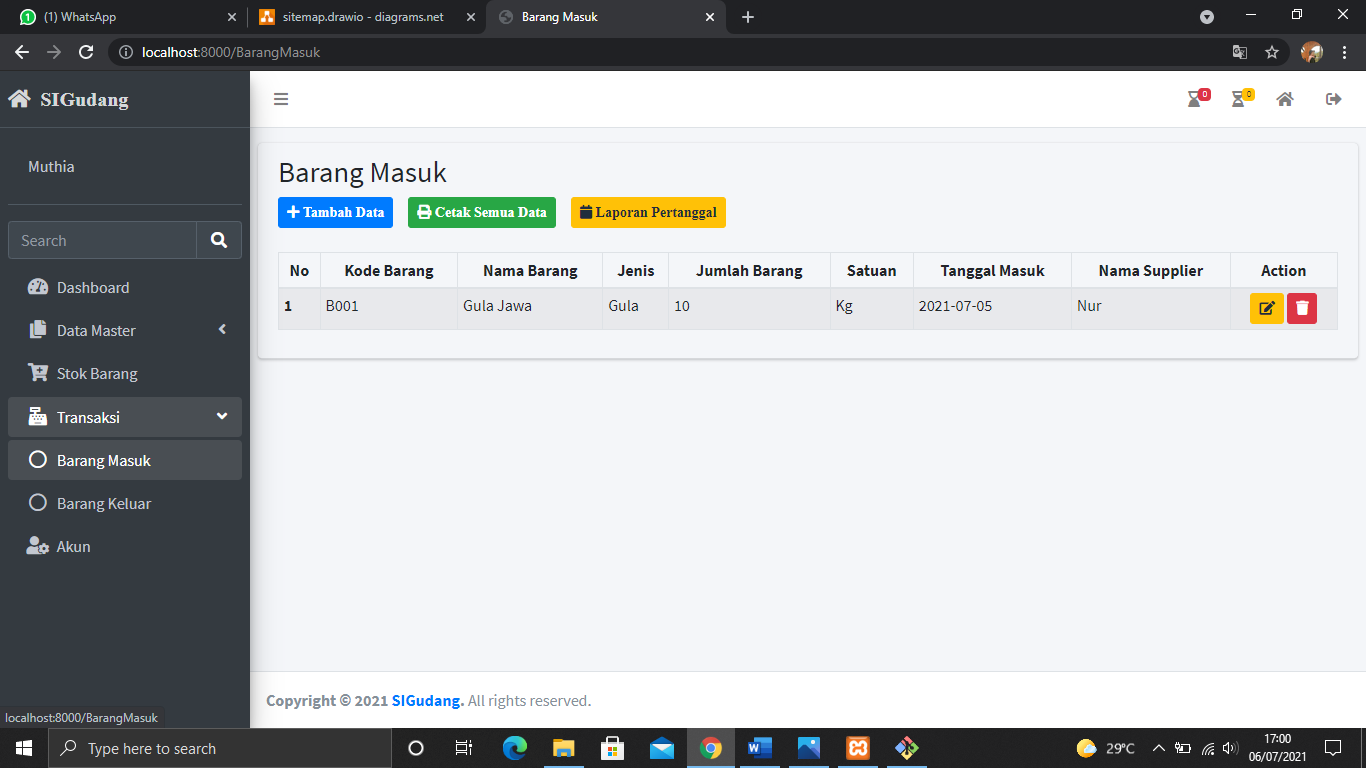 (1) WhatsApp
sitemap.drawio - diagrams.net
Barang Masuk
localhost:8000/BarangMasuk
SIGudang
0
0
Muthia
Search
Dashboard
Data Master
Stok Barang
Transaksi
Barang Masuk
Barang Keluar
Akun
Barang Masuk
Tambah Data
Cetak Semua Data
Laporan Pertanggal
No Kode Barang Nama Barang Jenis Jumlah Barang Satuan Tanggal Masuk Nama Supplier Action
1 B001 Gula Jawa Gula 10 Kg 2021-07-05 Nur
Copyright © 2021 SIGudang. All rights reserved.
localhost:8000/BarangMasuk
Type here to search
29°C
17:00
06/07/2021